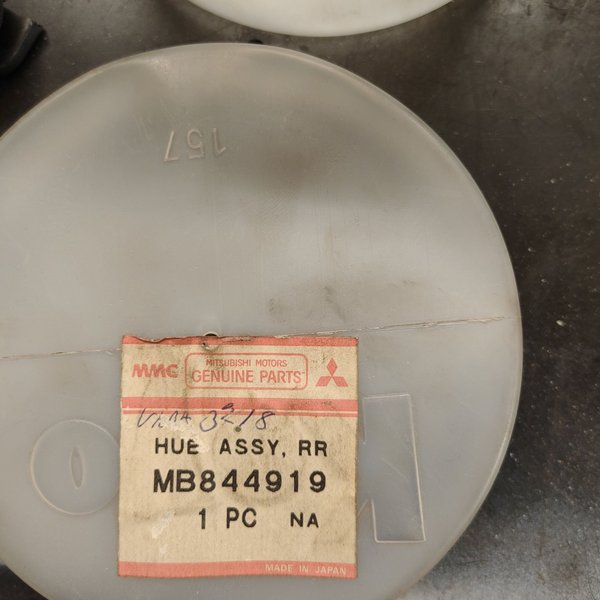 157
MMC
MITSUBISHI MOTORS
GENUINE PARTS
HUB ASSY, RR
MB844919
1 PC NA
MADE IN JAPAN